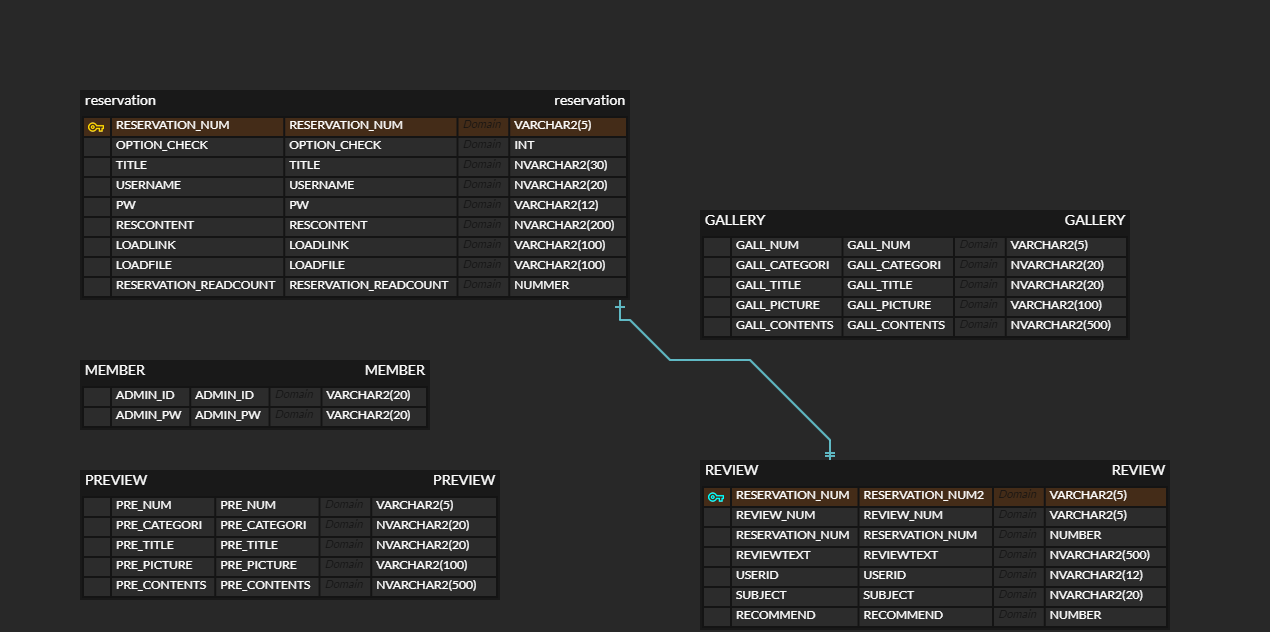 reservation reservation
RESERVATION_NUM RESERVATION_NUM Domain VARCHAR2(5)
OPTION_CHECK OPTION_CHECK Domain INT
TITLE TITLE Domain NVARCHAR2(30)
USERNAME USERNAME Domain NVARCHAR2(20)
PW PW Domain VARCHAR2(12)
RESCONTENT RESCONTENT Domain NVARCHAR2(200)
LOADLINK LOADLINK Domain VARCHAR2(100)
LOADFILE LOADFILE Domain VARCHAR2(100)
RESERVATION_READCOUNT RESERVATION_READCOUNT Domain NUMMER
GALLERY GALLERY
GALL_NUM GALL_NUM Domain VARCHAR2(5)
GALL_CATEGORI GALL_CATEGORI Domain NVARCHAR2(20)
GALL_TITLE GALL_TITLE Domain NVARCHAR2(20)
GALL_PICTURE GALL_PICTURE Domain VARCHAR2(100)
GALL_CONTENTS GALL_CONTENTS Domain NVARCHAR2(500)
MEMBER MEMBER
ADMIN_ID ADMIN_ID Domain VARCHAR2(20)
ADMIN_PW ADMIN_PW Domain VARCHAR2(20)
PREVIEW PREVIEW
PRE_NUM PRE_NUM Domain VARCHAR2(5)
PRE_CATEGORI PRE_CATEGORI Domain NVARCHAR2(20)
PRE_TITLE PRE_TITLE Domain NVARCHAR2(20)
PRE_PICTURE PRE_PICTURE Domain VARCHAR2(100)
PRE_CONTENTS PRE_CONTENTS Domain NVARCHAR2(500)
REVIEW REVIEW
RESERVATION_NUM RESERVATION_NUM2 Domain VARCHAR2(5)
REVIEW_NUM REVIEW_NUM Domain VARCHAR2(5)
RESERVATION_NUM RESERVATION_NUM Domain NUMBER
REVIEWTEXT REVIEWTEXT Domain NVARCHAR2(500)
USERID USERID Domain NVARCHAR2(12)
SUBJECT SUBJECT Domain NVARCHAR2(20)
RECOMMEND RECOMMEND Domain NUMBER